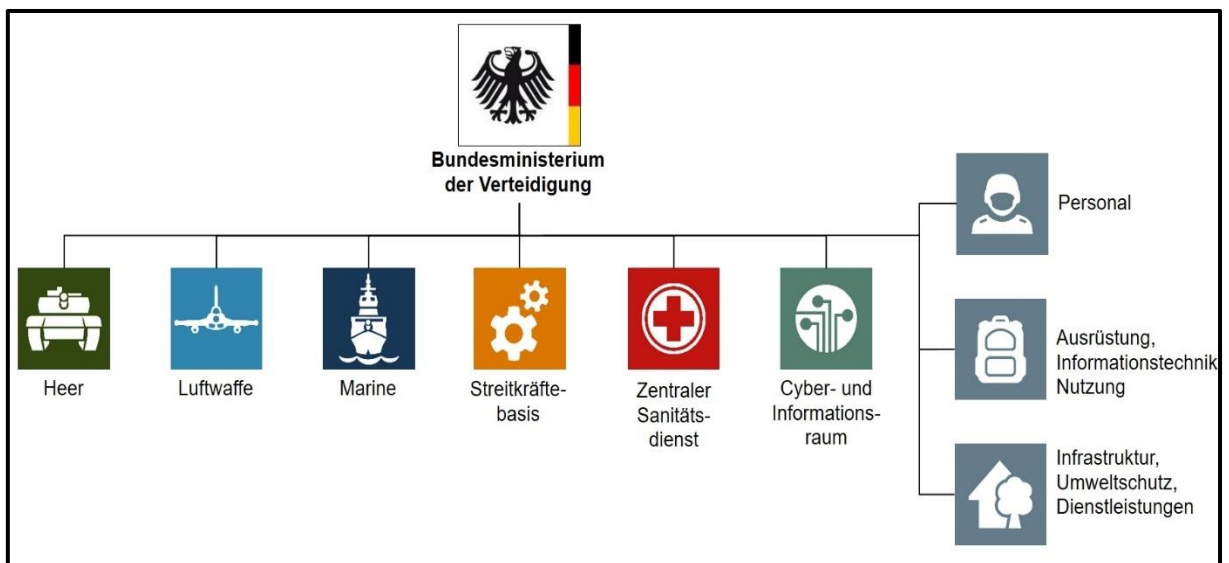 Bundesministerium
der Verteidigung
Heer
Luftwaffe
Marine
Streitkräfte-
basis
Zentraler
Sanitäts-
dienst
Cyber- und
Informations-
raum
Personal
Ausrüstung,
Informationstechnik
Nutzung
Infrastruktur,
Umweltschutz,
Dienstleistungen